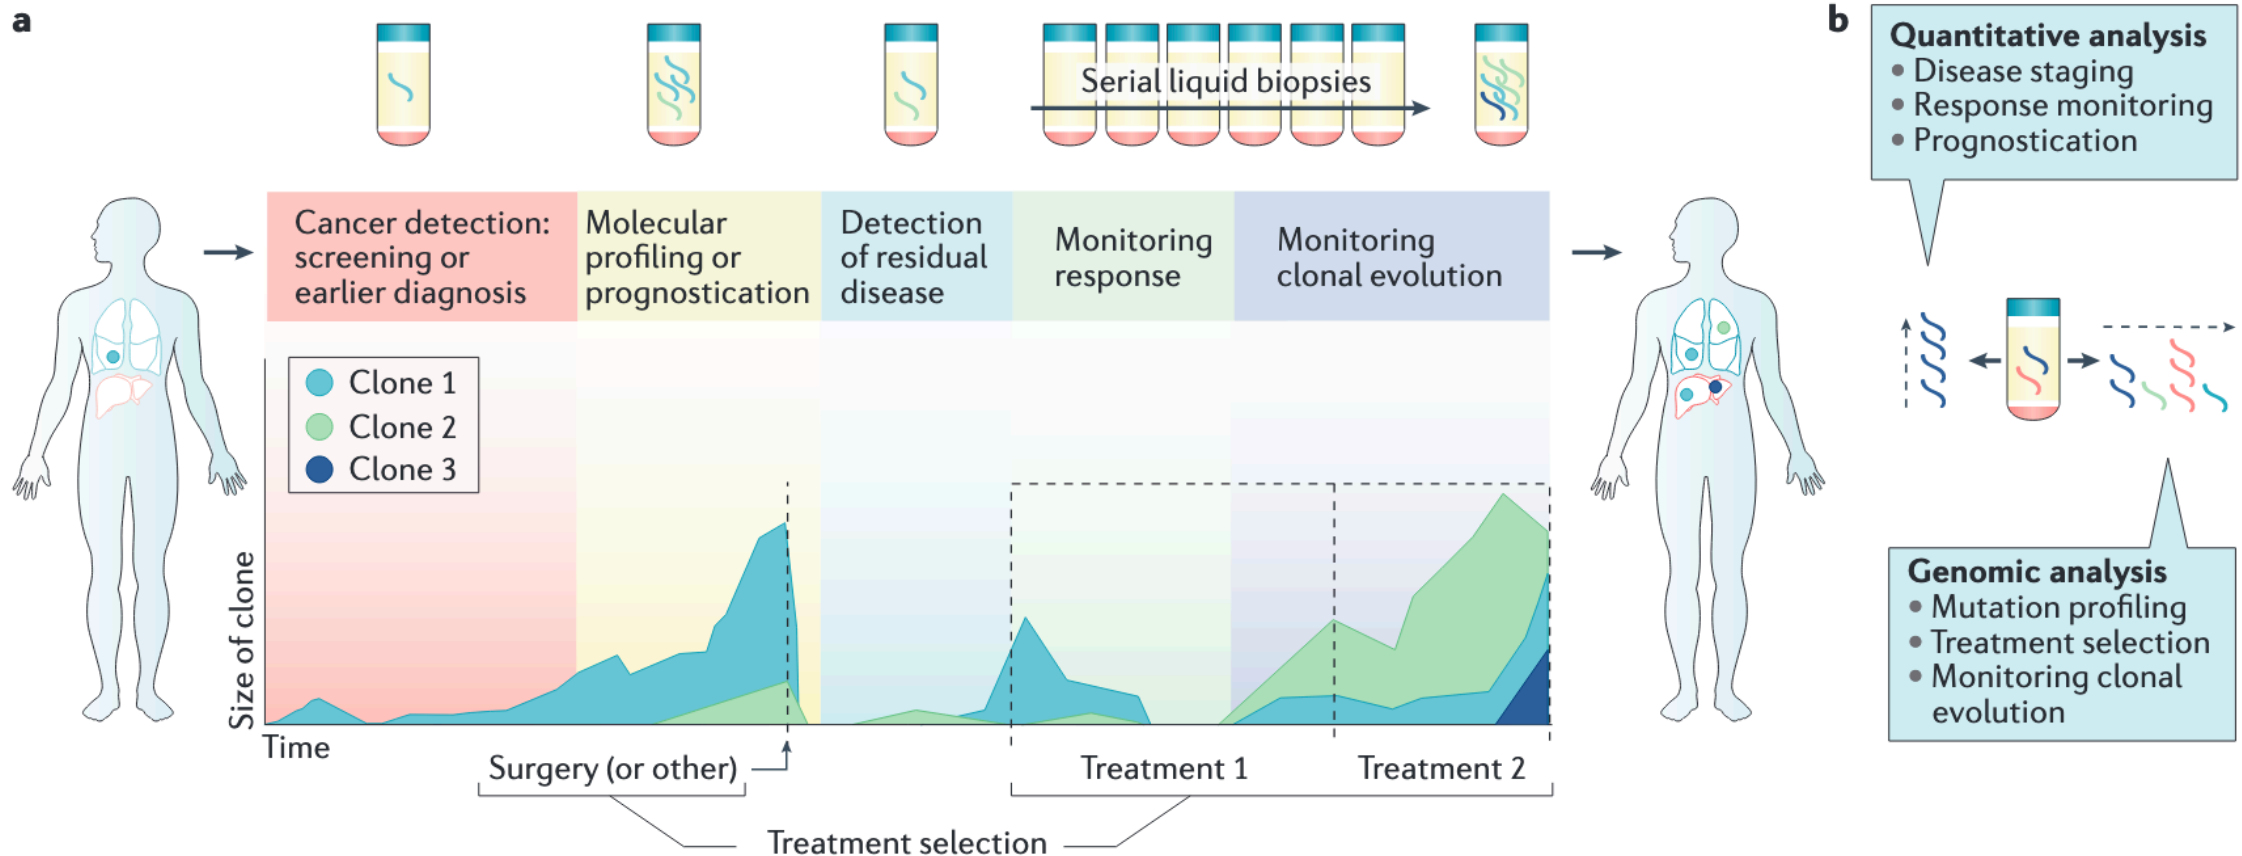 a
Serial liquid biopsies
Cancer detection:
screening or
earlier diagnosis
Molecular
profiling or
prognostication
Detection
of residual
disease
Monitoring
response
Monitoring
clonal evolution
Clone 1
Clone 2
Clone 3
Size of clone
Time
Surgery (or other)
Treatment 1
Treatment 2
Treatment selection
b
Quantitative analysis
• Disease staging
• Response monitoring
• Prognostication
Genomic analysis
• Mutation profiling
• Treatment selection
• Monitoring clonal
evolution